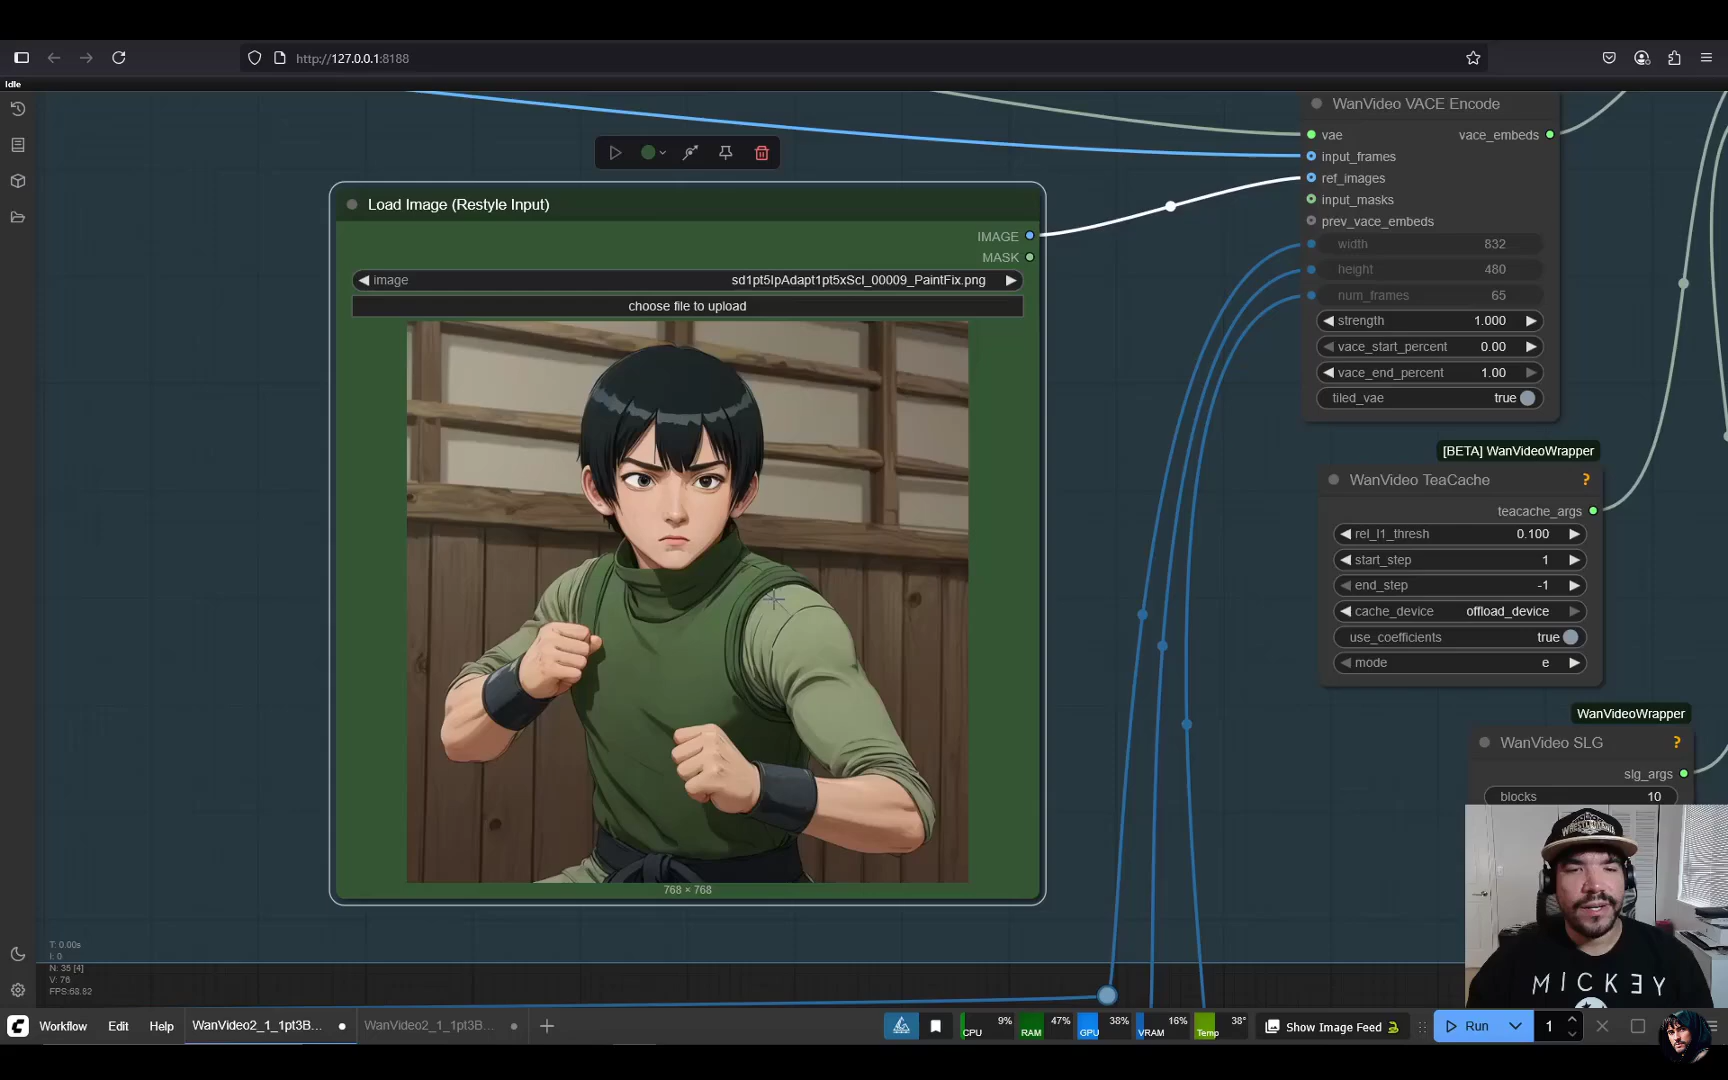 http://127.0.0.1:8188
Idle
WanVideo VACE Encode
vae
vace_embeds
input_frames
ref_images
input_masks
prev_vace_embeds
width 832
height 480
num_frames 65
strength 1.000
vace_start_percent 0.00
vace_end_percent 1.00
tiled_vae true
Load Image (Restyle Input)
IMAGE
MASK
image sd1pt5IpAdapt1pt5xScl_00009_PaintFix.png
choose file to upload
768 × 768
[BETA] WanVideoWrapper
WanVideo TeaCache ?
teacache_args
rel_l1_thresh 0.100
start_step 1
end_step -1
cache_device offload_device
use_coefficients true
mode e
WanVideoWrapper
WanVideo SLG ?
slg_args
blocks 10
MICKEY
T: 0.00s
I: 0
N: 35 [4]
V: 76
FPS:68.82
Workflow Edit Help WanVideo2_1_1pt3B... WanVideo2_1_1pt3B...
CPU 9% RAM 47% GPU 38% VRAM 16% Temp 38°
Show Image Feed
Run
1